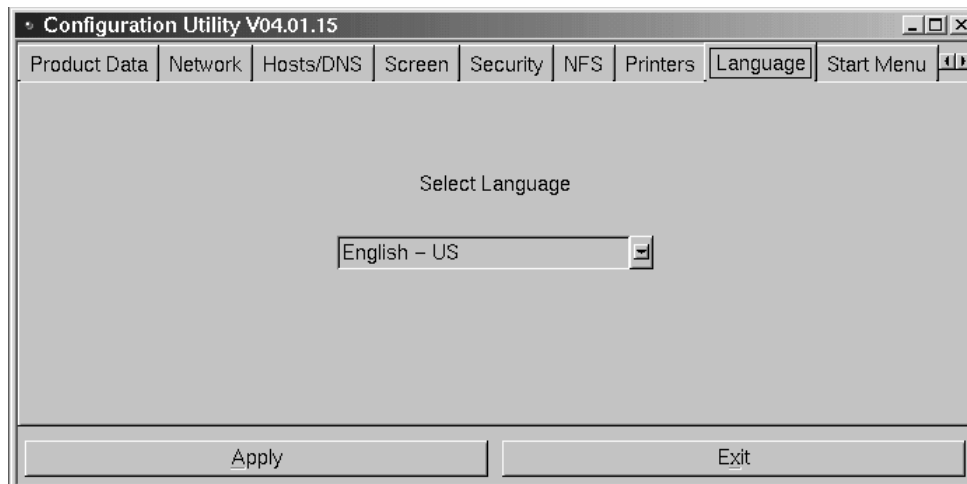 Configuration Utility V04.01.15
Product Data Network Hosts/DNS Screen Security NFS Printers Language Start Menu
Select Language
English – US
Apply Exit